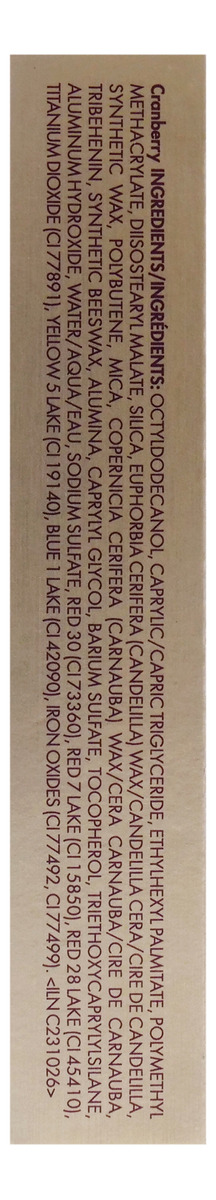 Cranberry INGREDIENTS/INGRÉDIENTS: OCTYLDODECANOL, CAPRYLIC/CAPRIC TRIGLYCERIDE, ETHYLHEXYL PALMITATE, POLYMETHYL
METHACRYLATE, DIISOSTEARYL MALATE, SILICA, EUPHORBIA CERIFERA (CANDELILLA) WAX/CANDELILLA CERA/CIRE DE CANDELILLA,
SYNTHETIC WAX, POLYBUTENE, MICA, COPERNICIA CERIFERA (CARNAUBA) WAX/CERA CARNAUBA/CIRE DE CARNAUBA,
TRIBEHENIN, SYNTHETIC BEESWAX, ALUMINA, CAPRYLYL GLYCOL, BARIUM SULFATE, TOCOPHEROL, TRIETHOXYCAPRYLYLSILANE,
ALUMINUM HYDROXIDE, WATER/AQUA/EAU, SODIUM SULFATE, RED 30 (CI 73360), RED 7 LAKE (CI 15850), RED 28 LAKE (CI 45410),
TITANIUM DIOXIDE (CI 77891), YELLOW 5 LAKE (CI 19140), BLUE 1 LAKE (CI 42090), IRON OXIDES (CI 77492, CI 77499). <ILN C231026>